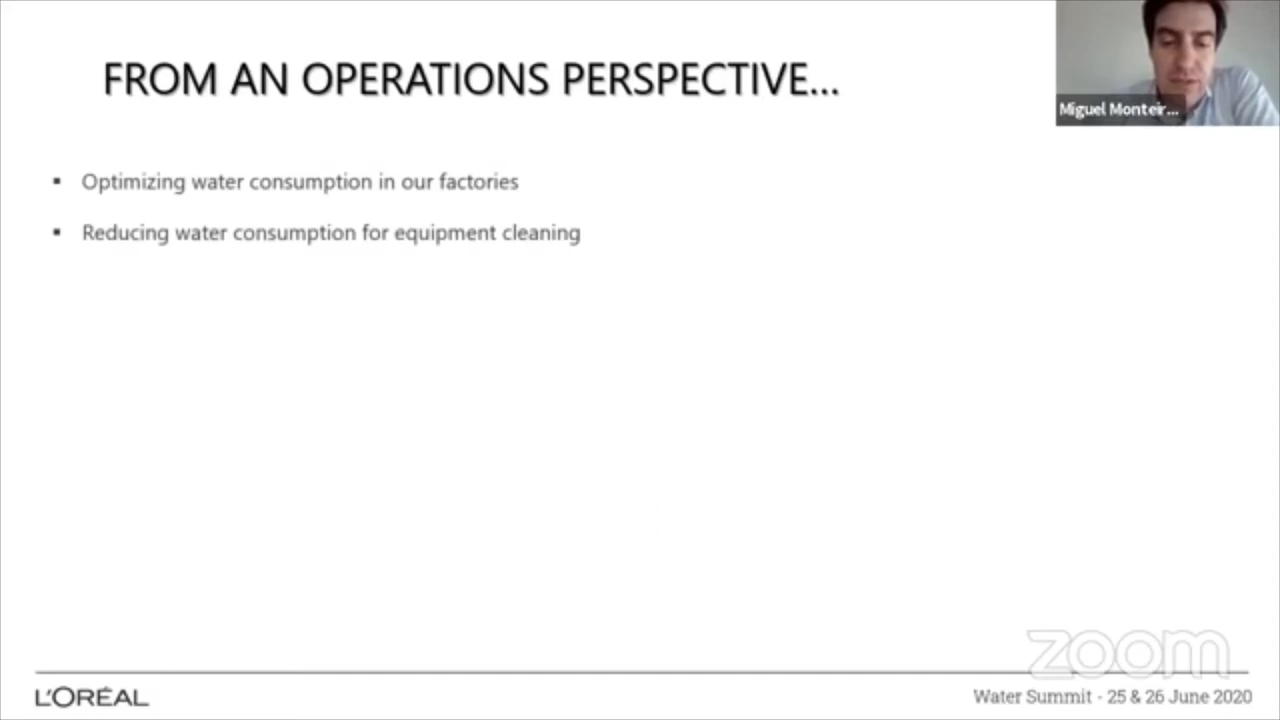 FROM AN OPERATIONS PERSPECTIVE...
Miguel Monteir...
▪ Optimizing water consumption in our factories
▪ Reducing water consumption for equipment cleaning
zoom
L'ORÉAL
Water Summit - 25 & 26 June 2020